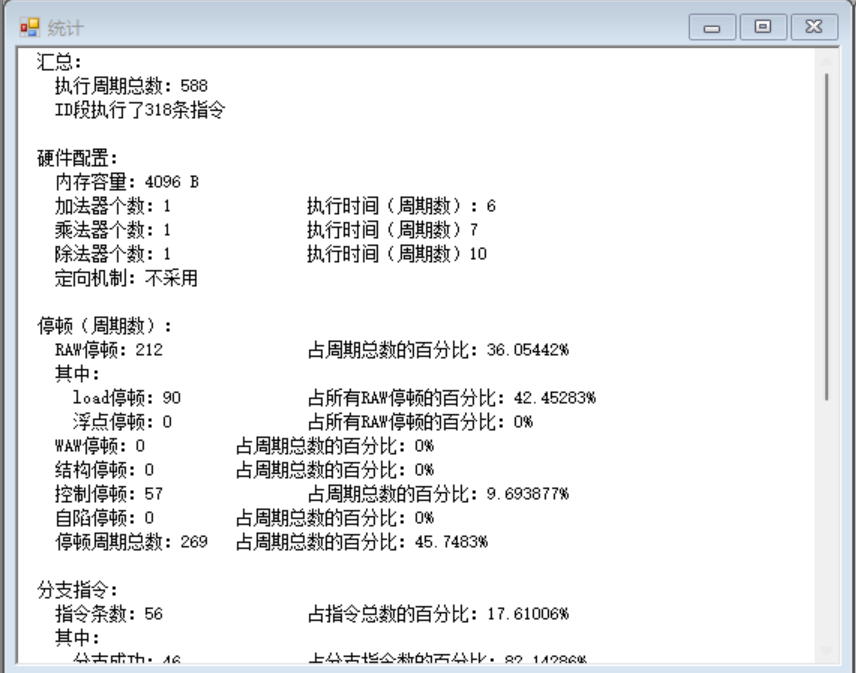 统计
汇总:
执行周期总数: 588
ID段执行了318条指令
硬件配置:
内存容量: 4096 B
加法器个数: 1 执行时间（周期数）: 6
乘法器个数: 1 执行时间（周期数）7
除法器个数: 1 执行时间（周期数）10
定向机制: 不采用
停顿（周期数）:
RAW停顿: 212 占周期总数的百分比: 36.05442%
其中:
load停顿: 90 占所有RAW停顿的百分比: 42.45283%
浮点停顿: 0 占所有RAW停顿的百分比: 0%
WAW停顿: 0 占周期总数的百分比: 0%
结构停顿: 0 占周期总数的百分比: 0%
控制停顿: 57 占周期总数的百分比: 9.693877%
自陷停顿: 0 占周期总数的百分比: 0%
停顿周期总数: 269 占周期总数的百分比: 45.7483%
分支指令:
指令条数: 56 占指令总数的百分比: 17.61006%
其中:
分支成功: 46 占分支指令数的百分比: 82.14286%